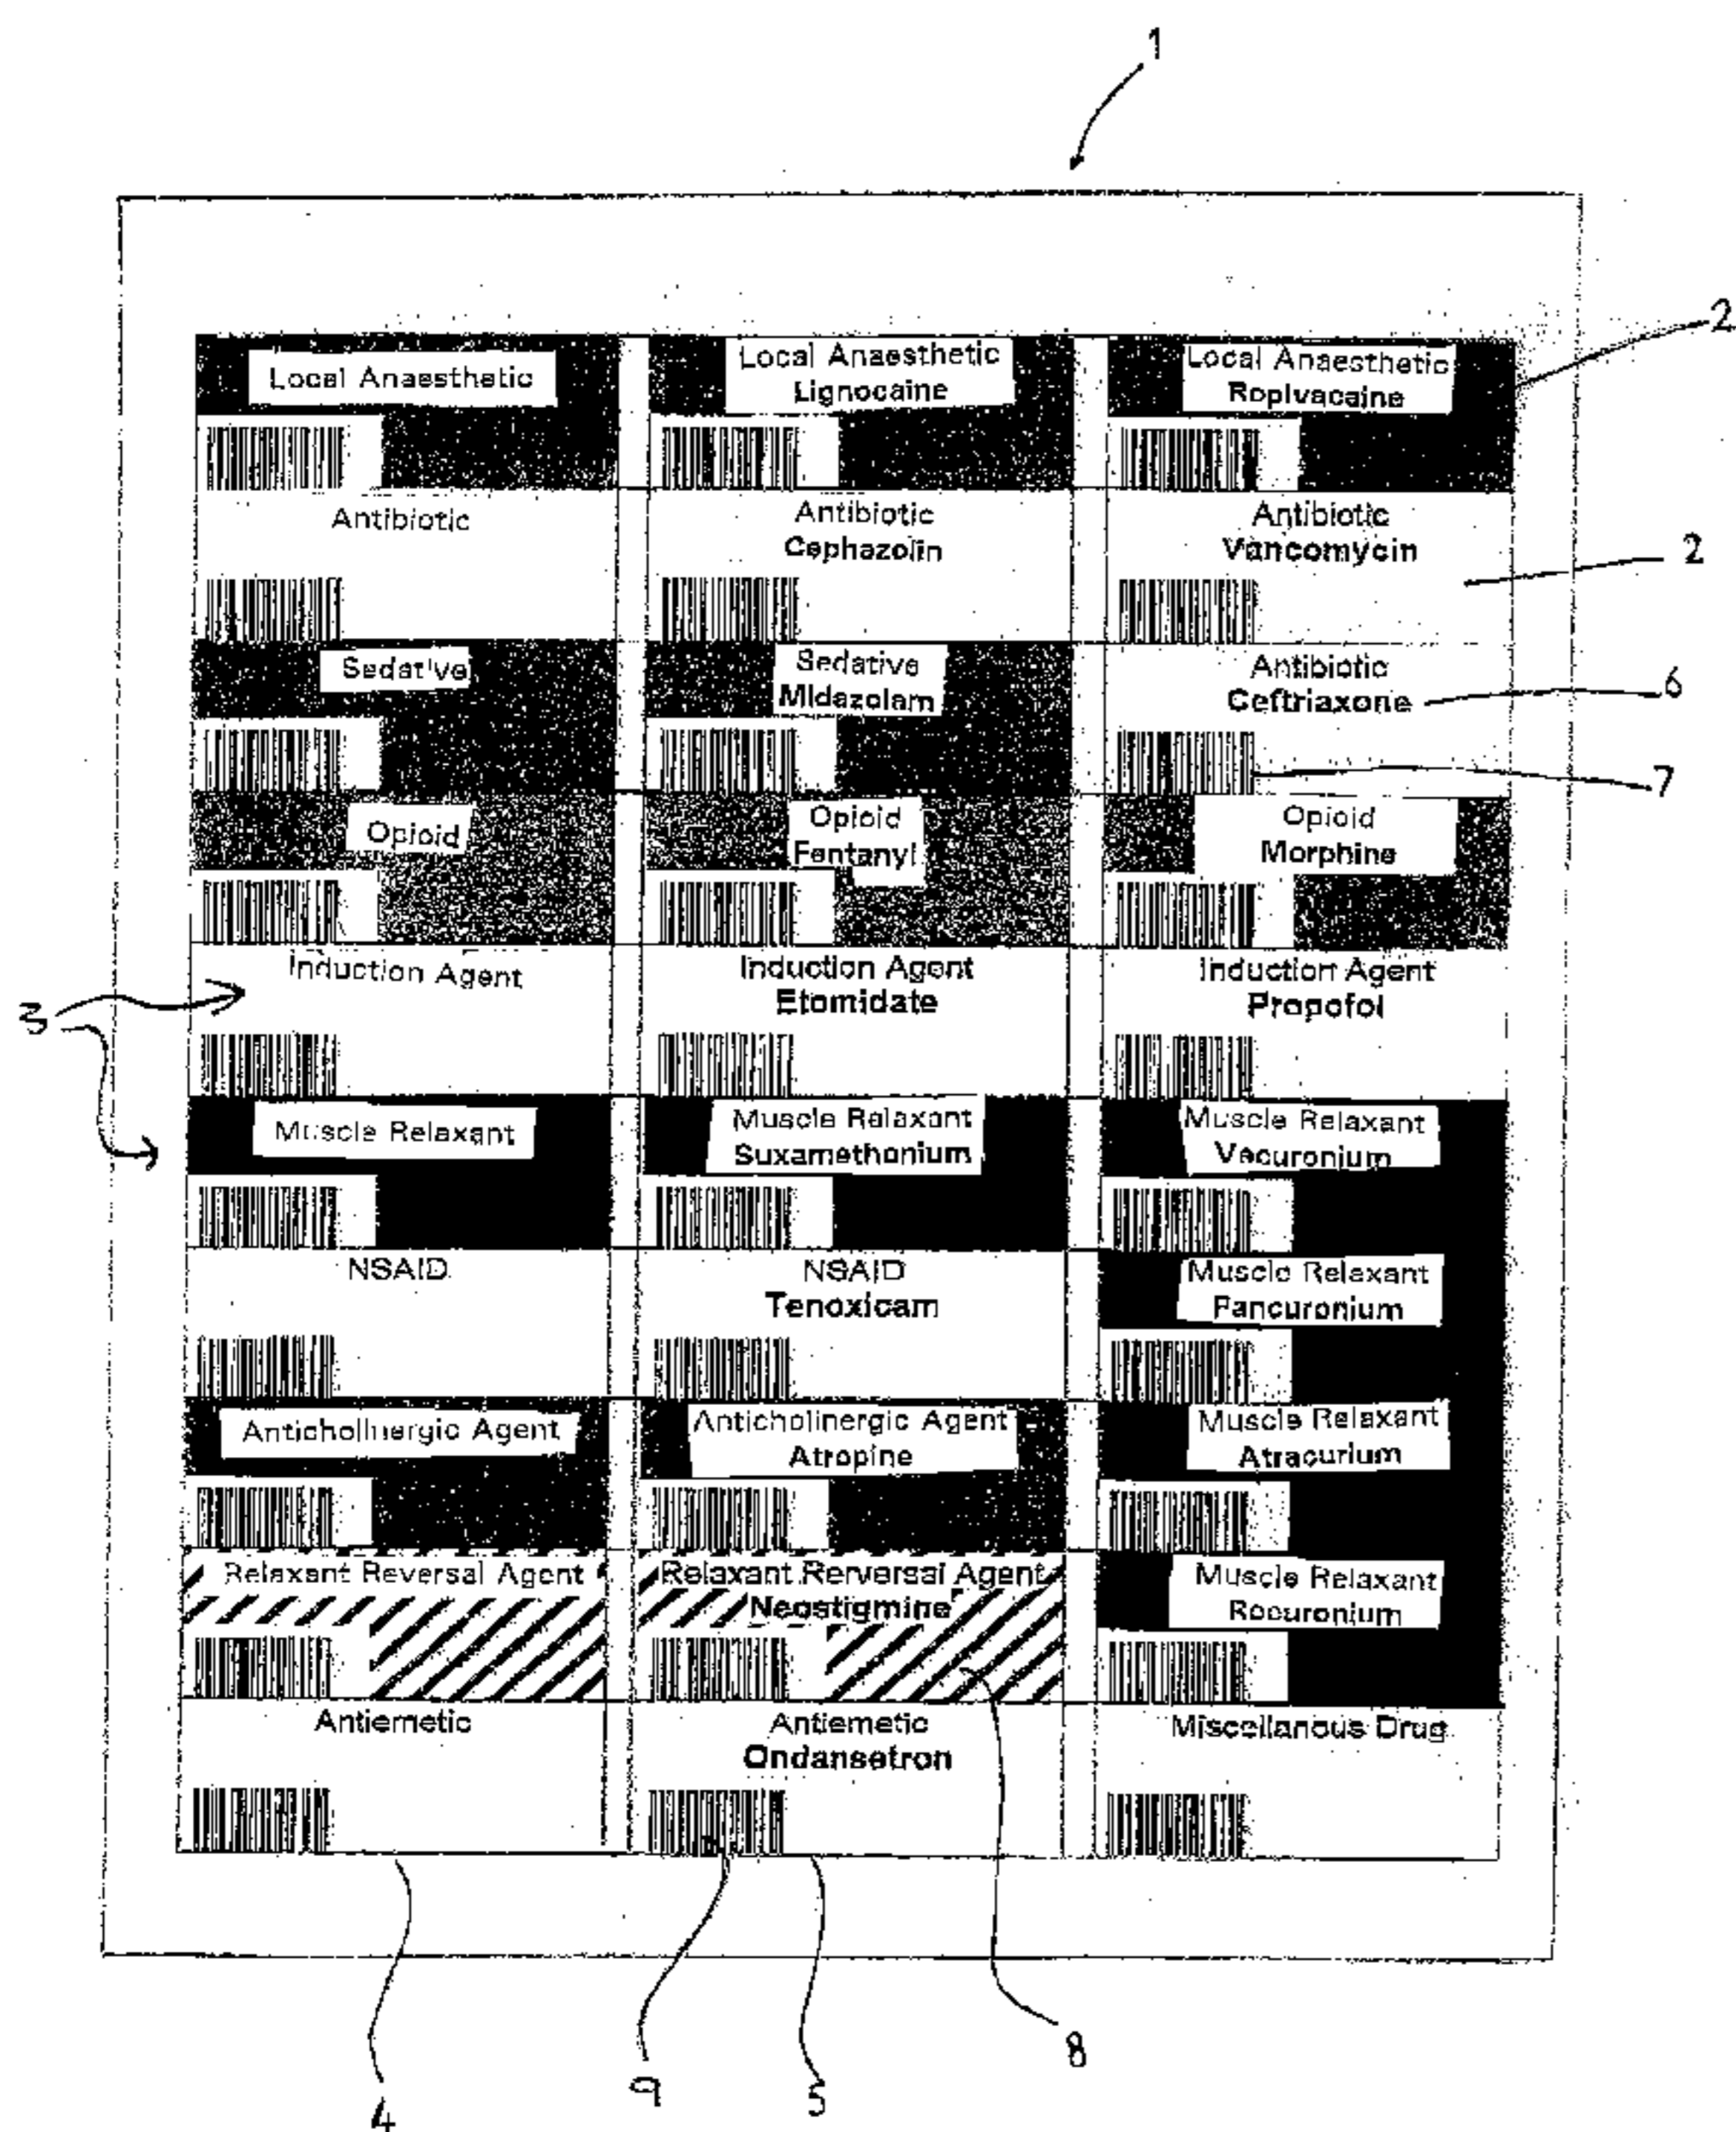 1
Local Anaesthetic
Local Anaesthetic
Lignocaine
Local Anaesthetic
Ropivacaine
2
Antibiotic
Antibiotic
Cephazolin
Antibiotic
Vancomycin
2
Sedative
Sedative
Midazolam
Antibiotic
Ceftriaxone
6
7
Opioid
Opioid
Fentanyl
Opioid
Morphine
Induction Agent
Induction Agent
Etomidate
Induction Agent
Propofol
3
Muscle Relaxant
Muscle Relaxant
Suxamethonium
Muscle Relaxant
Vecuronium
NSAID
NSAID
Tenoxicam
Muscle Relaxant
Pancuronium
Anticholinergic Agent
Anticholinergic Agent
Atropine
Muscle Relaxant
Atracurium
Relaxant Reversal Agent
Relaxant Rerversal Agent
Neostigmine
Muscle Relaxant
Rocuronium
Antiemetic
Antiemetic
Ondansetron
Miscellanous Drug
4
9
5
8